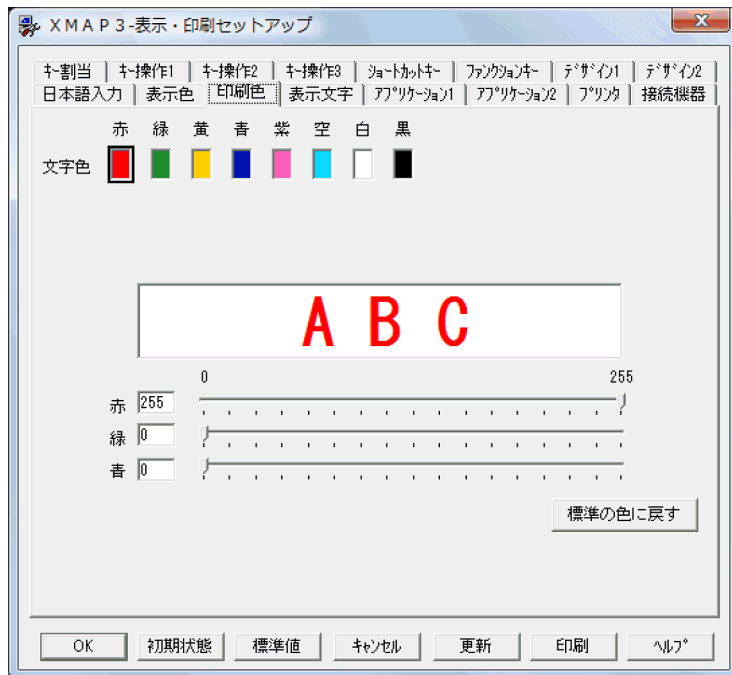 ＸＭＡＰ３-表示・印刷セットアップ
ｷｰ割当 ｷｰ操作1 ｷｰ操作2 ｷｰ操作3 ｼｮｰﾄｶｯﾄｷｰ ﾌｧﾝｸｼｮﾝｷｰ ﾃﾞｻﾞｲﾝ1 ﾃﾞｻﾞｲﾝ2
日本語入力 表示色 印刷色 表示文字 ｱﾌﾟﾘｹｰｼｮﾝ1 ｱﾌﾟﾘｹｰｼｮﾝ2 ﾌﾟﾘﾝﾀ 接続機器
赤 緑 黄 青 紫 空 白 黒
文字色
ＡＢＣ
0 255
赤 255
緑 0
青 0
標準の色に戻す
OK 初期状態 標準値 ｷｬﾝｾﾙ 更新 印刷 ﾍﾙﾌﾟ